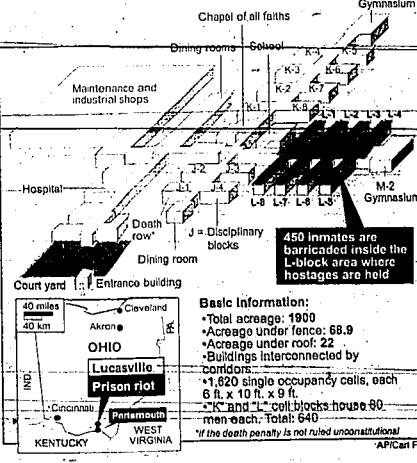 Gymnasium
Chapel of all faiths
Dining rooms
School
K-4
K-5
K-3
K-6
K-2
K-7
Maintenance and
industrial shops
K-1
K-8
L-1
L-2
L-3
L-4
J-2
J-3
Hospital
J-1
J-4
M-2
Gymnasium
L-8
L-7
L-6
L-5
Death
row*
J = Disciplinary
blocks
Dining room
450 inmates are
barricaded inside the
L-block area where
hostages are held
Court yard
Entrance building
40 miles
40 km
Cleveland
Akron
PA.
OHIO
IND.
Lucasville
Prison riot
Cincinnati
Portsmouth
KENTUCKY
WEST
VIRGINIA
Basic Information:
•Total acreage: 1900
•Acreage under fence: 68.9
•Acreage under roof: 22
•Buildings interconnected by
corridors
•1,620 single occupancy cells, each
6 ft. x 10 ft. x 9 ft.
•"K" and "L" cell blocks house 80
men each. Total: 640
*If the death penalty is not ruled unconstitutional
AP/Carl F